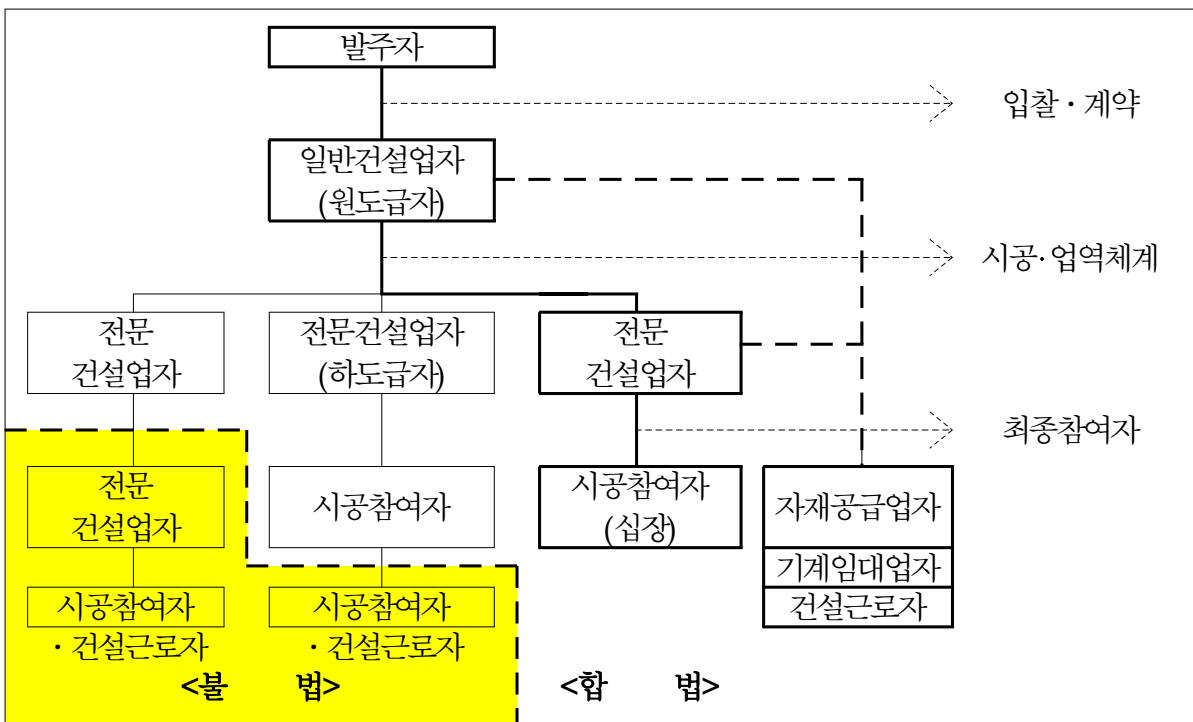 발주자
입찰・계약
일반건설업자
(원도급자)
시공・업역체계
전문
건설업자
전문건설업자
(하도급자)
전문
건설업자
최종참여자
전문
건설업자
시공참여자
시공참여자
(십장)
자재공급업자
기계임대업자
건설근로자
시공참여자
・건설근로자
시공참여자
・건설근로자
<불 법>
<합 법>